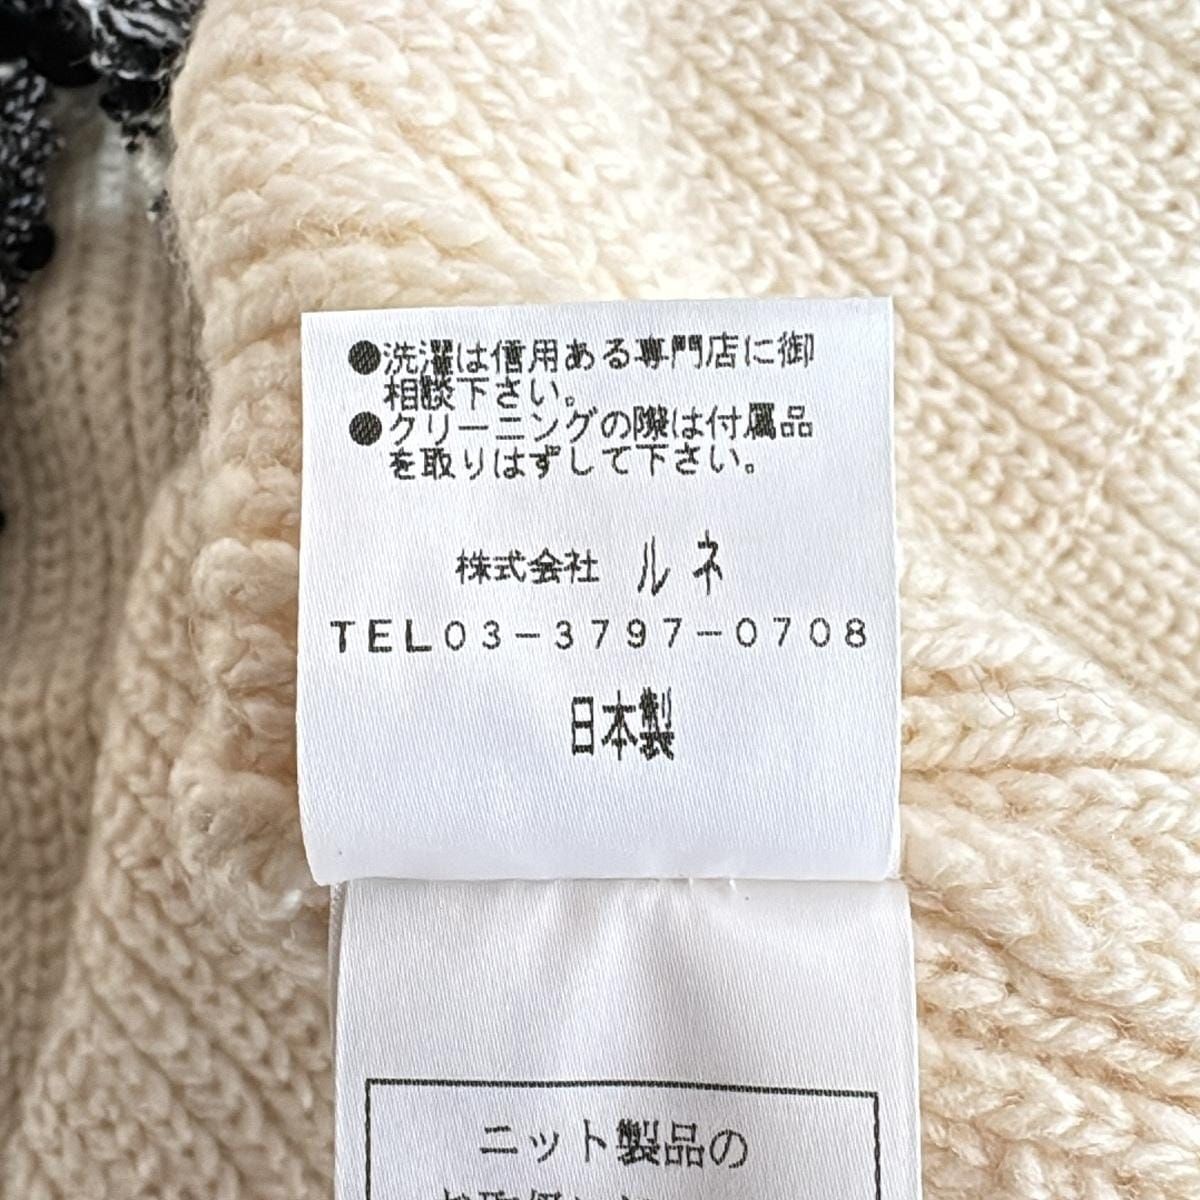 ●洗濯は信用ある専門店に御
相談下さい。
●クリーニングの際は付属品
を取りはずして下さい。
株式会社 ルネ
TEL03-3797-0708
日本製
ニット製品の